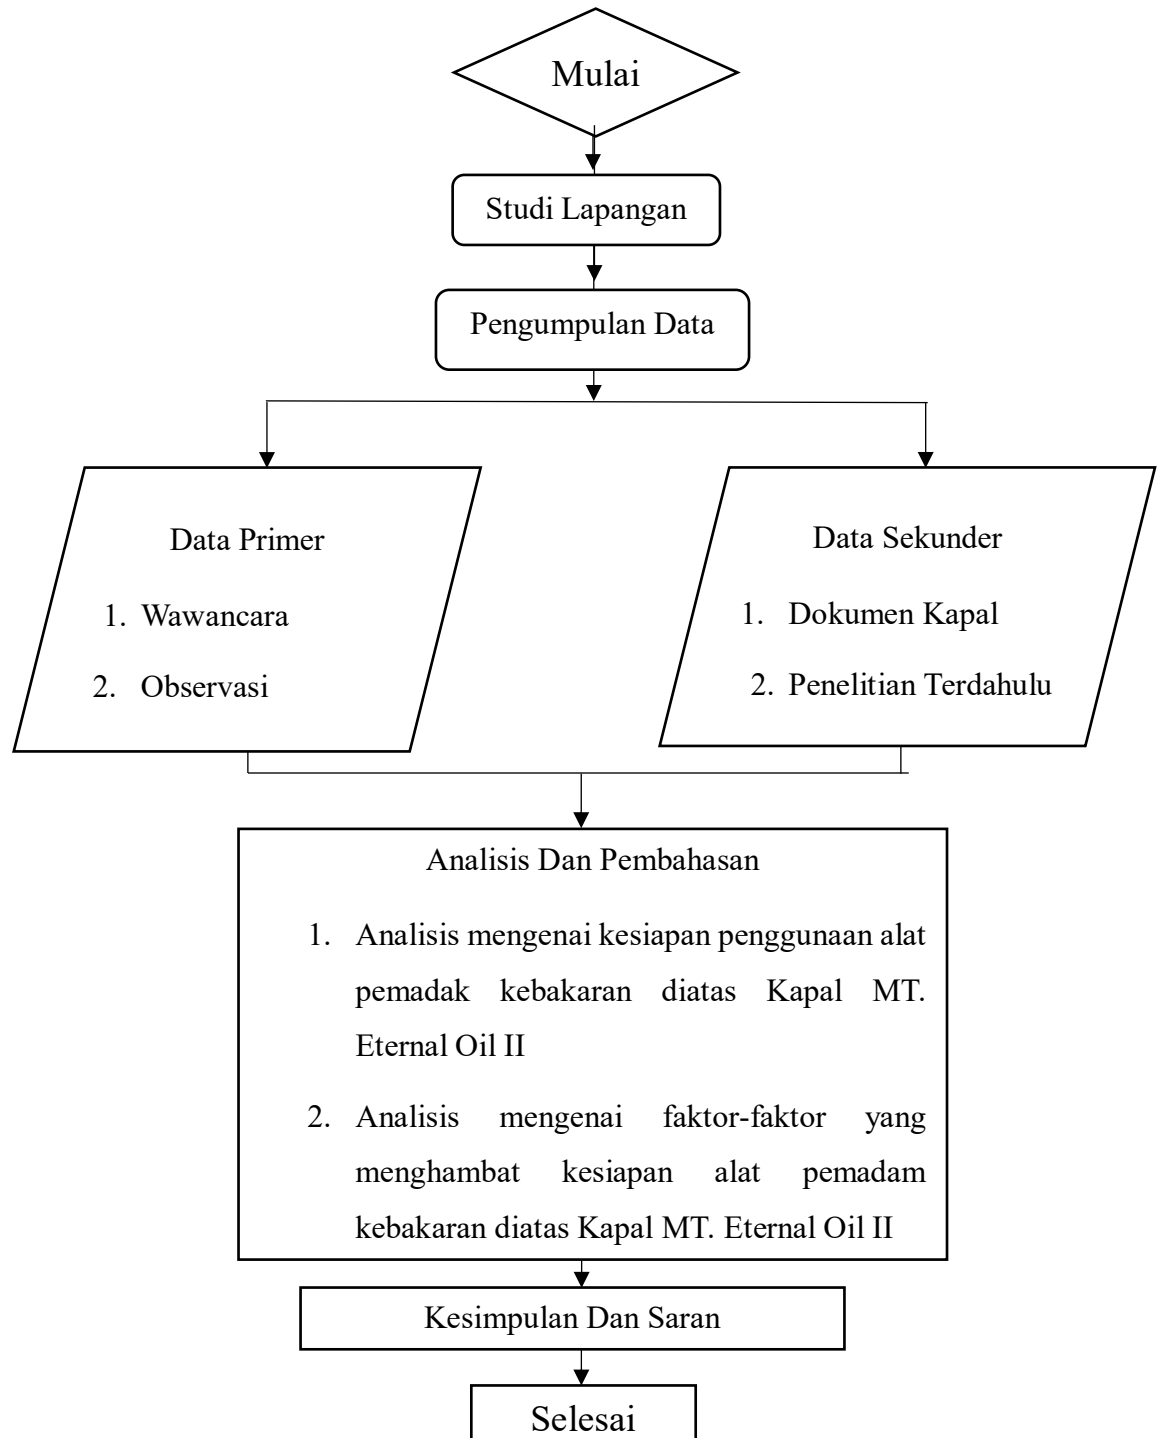 Mulai
Studi Lapangan
Pengumpulan Data
Data Primer
1. Wawancara
2. Observasi
Data Sekunder
1. Dokumen Kapal
2. Penelitian Terdahulu
Analisis Dan Pembahasan
1. Analisis mengenai kesiapan penggunaan alat
pemadak kebakaran diatas Kapal MT.
Eternal Oil II
2. Analisis mengenai faktor-faktor yang
menghambat kesiapan alat pemadam
kebakaran diatas Kapal MT. Eternal Oil II
Kesimpulan Dan Saran
Selesai